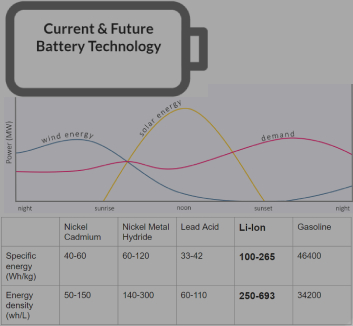 Current & Future
Battery Technology
wind energy
solar energy
demand
Power (MW)
night
sunrise
noon
sunset
night
Nickel Cadmium
Nickel Metal Hydride
Lead Acid
Li-Ion
Gasoline
Specific energy (Wh/kg)
40-60
60-120
33-42
100-265
46400
Energy density (wh/L)
50-150
140-300
60-110
250-693
34200